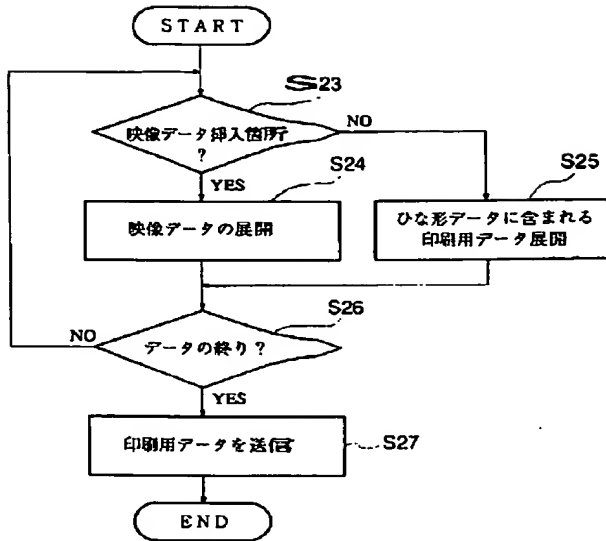 START
S23
映像データ挿入箇所
?
NO
YES
S24
S25
映像データの展開
ひな形データに含まれる
印刷用データ展開
S26
NO
データの終り?
YES
印刷用データを送信
S27
END